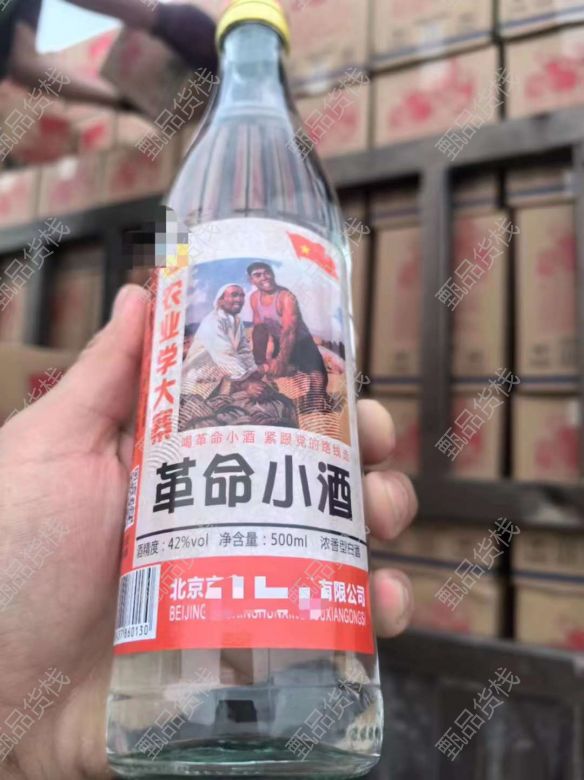 农业学大寨
喝革命小酒 紧跟党的路线走
革命小酒
酒精度：42%vol 净含量：500ml 浓香型白酒
北京 有限公司
BEIJING
甄品货栈